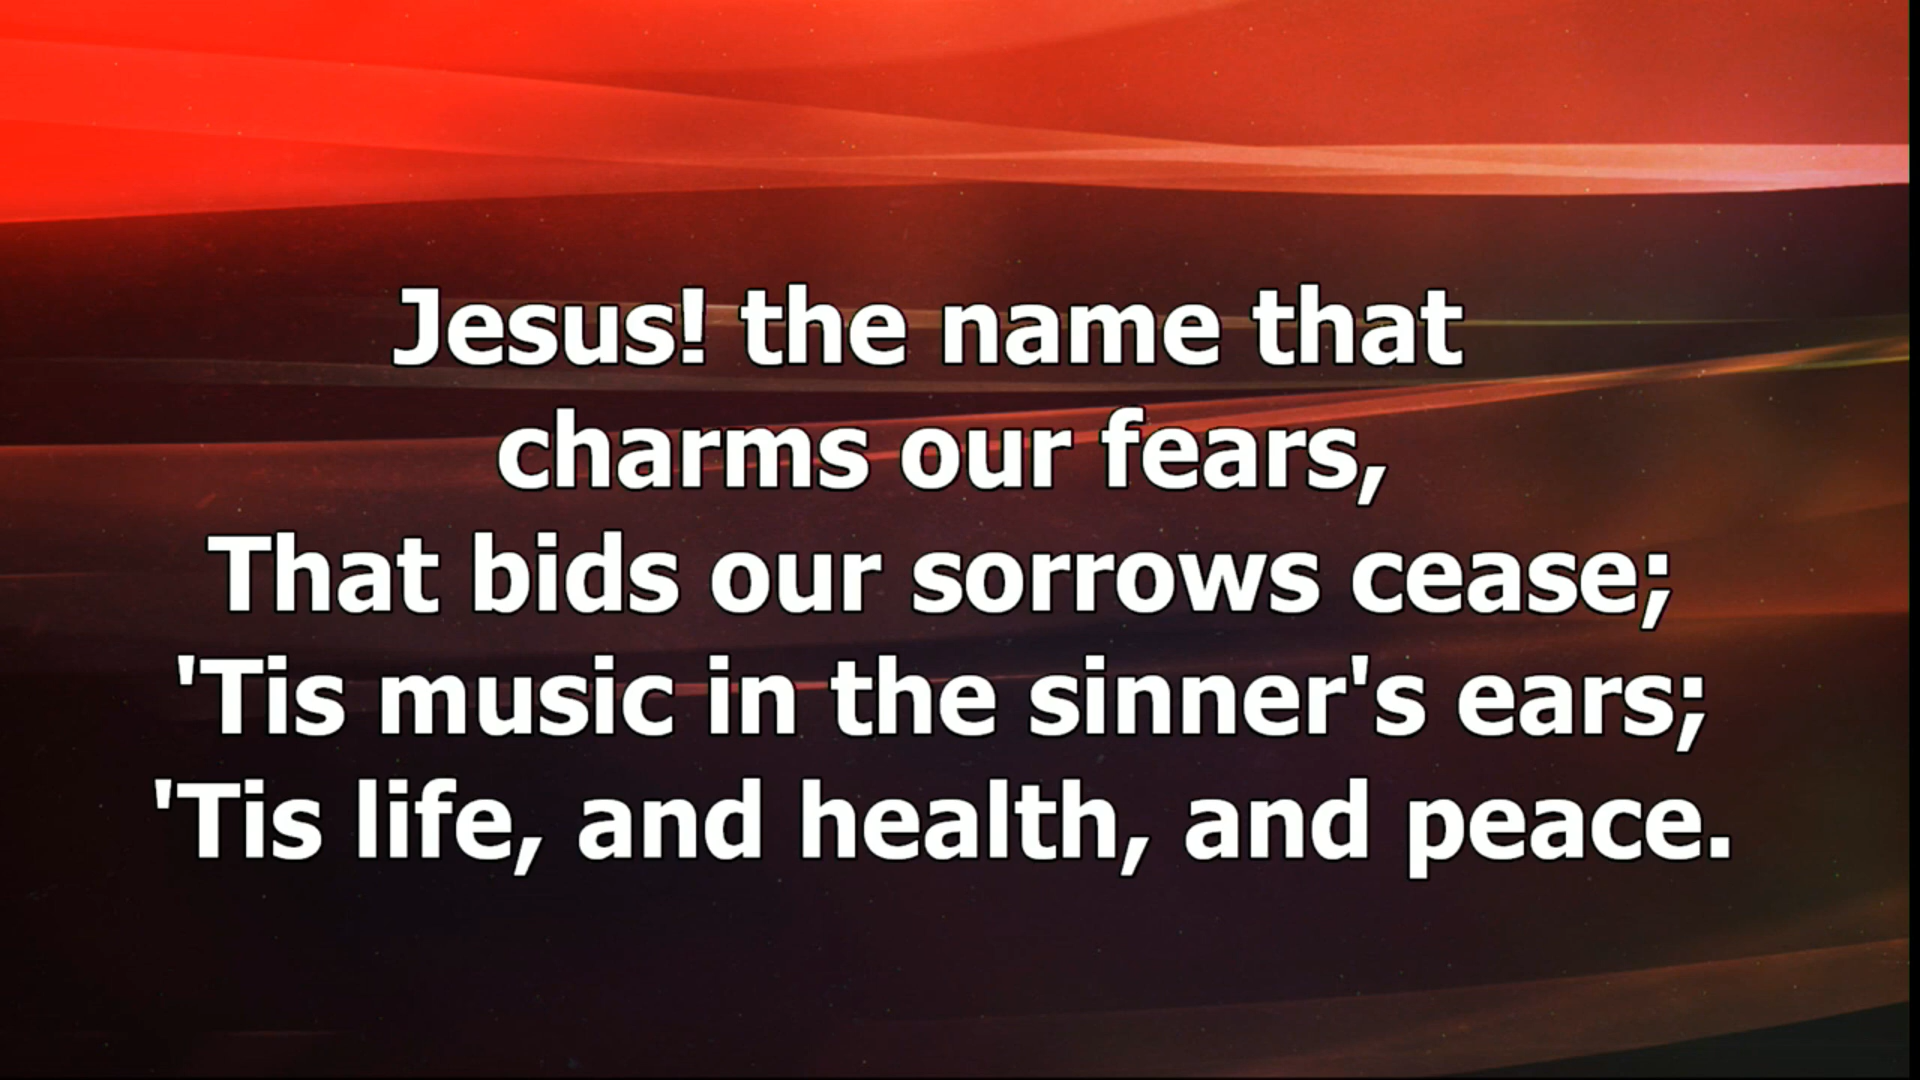 Jesus! the name that
charms our fears,
That bids our sorrows cease;
'Tis music in the sinner's ears;
'Tis life, and health, and peace.